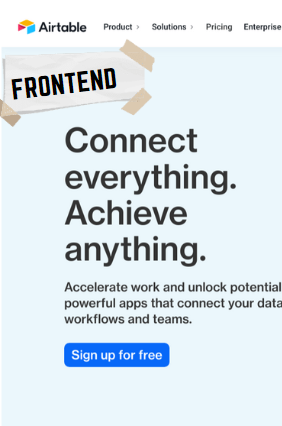 Airtable Product Solutions Pricing Enterprise
FRONTEND
Connect
everything.
Achieve
anything.
Accelerate work and unlock potential
powerful apps that connect your data
workflows and teams.
Sign up for free